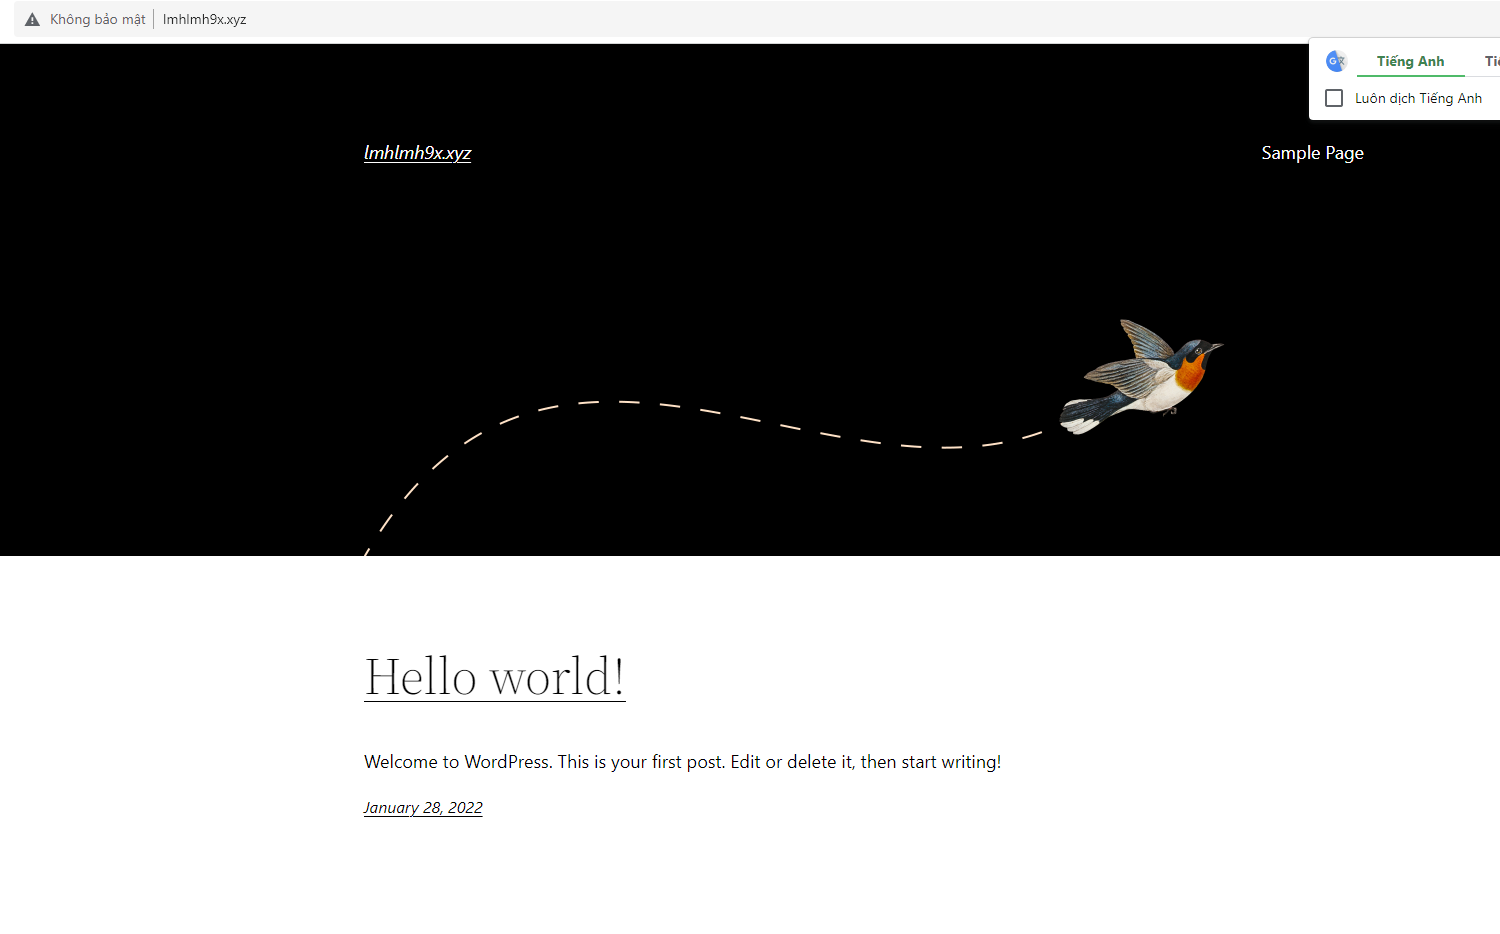 Không bảo mật
lmhlmh9x.xyz
Tiếng Anh
Luôn dịch Tiếng Anh
lmhlmh9x.xyz
Sample Page
Hello world!
Welcome to WordPress. This is your first post. Edit or delete it, then start writing!
January 28, 2022